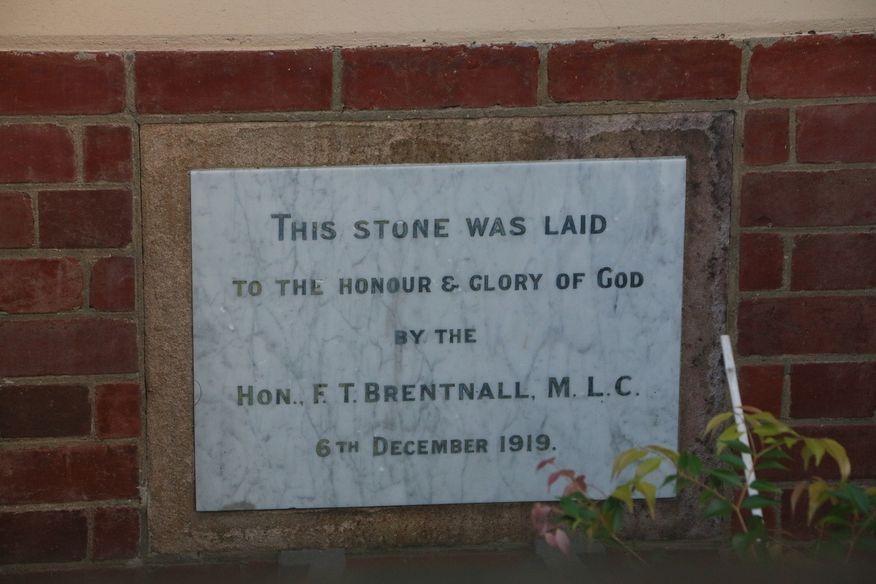 THIS STONE WAS LAID
TO THE HONOUR & GLORY OF GOD
BY THE
HON., F. T. BRENTNALL, M. L. C.
6TH DECEMBER 1919.